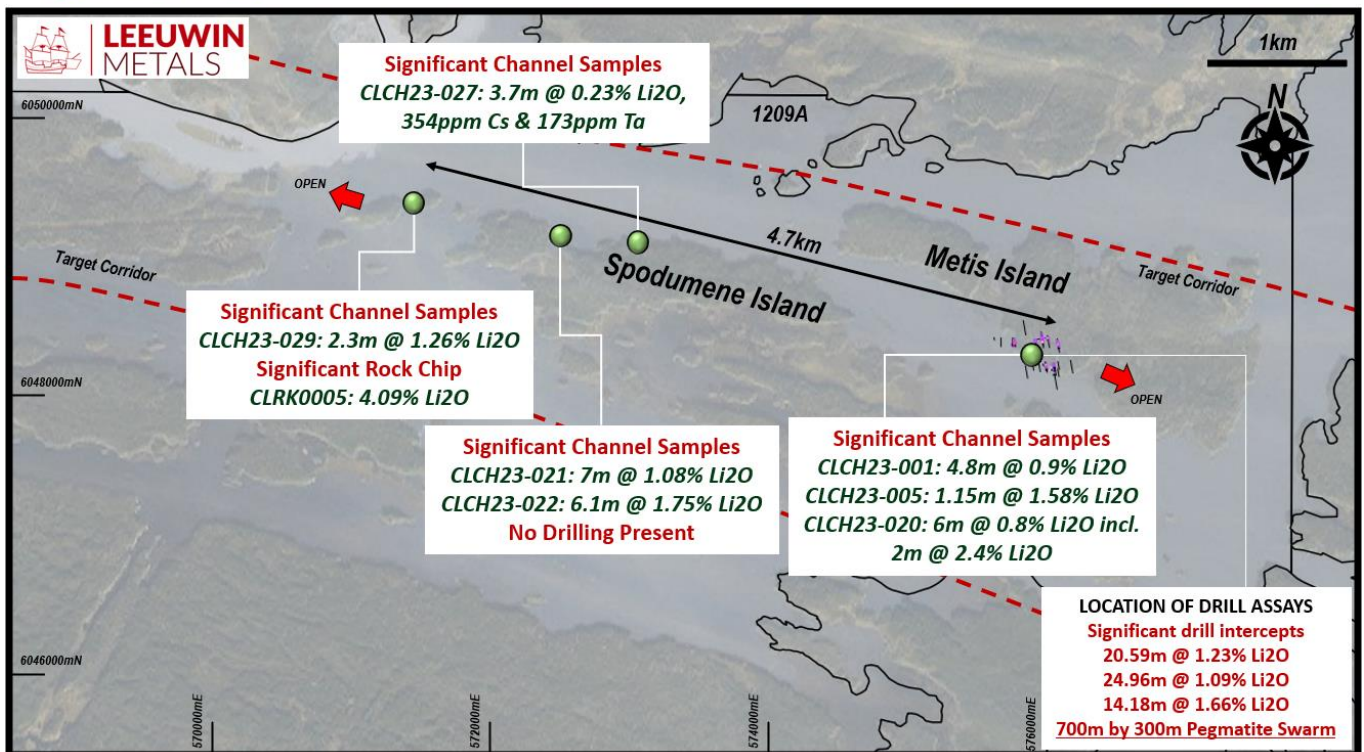 LEEUWIN
METALS
Significant Channel Samples
CLCH23-027: 3.7m @ 0.23% Li2O,
354ppm Cs & 173ppm Ta
1km
N
6050000mN
1209A
OPEN
4.7km
Metis Island
Spodumene Island
Target Corridor
Target Corridor
Significant Channel Samples
CLCH23-029: 2.3m @ 1.26% Li2O
Significant Rock Chip
CLRK0005: 4.09% Li2O
6048000mN
OPEN
Significant Channel Samples
CLCH23-021: 7m @ 1.08% Li2O
CLCH23-022: 6.1m @ 1.75% Li2O
No Drilling Present
Significant Channel Samples
CLCH23-001: 4.8m @ 0.9% Li2O
CLCH23-005: 1.15m @ 1.58% Li2O
CLCH23-020: 6m @ 0.8% Li2O incl.
2m @ 2.4% Li2O
LOCATION OF DRILL ASSAYS
Significant drill intercepts
20.59m @ 1.23% Li2O
24.96m @ 1.09% Li2O
14.18m @ 1.66% Li2O
700m by 300m Pegmatite Swarm
6046000mN
570000mE
572000mE
574000mE
576000mE